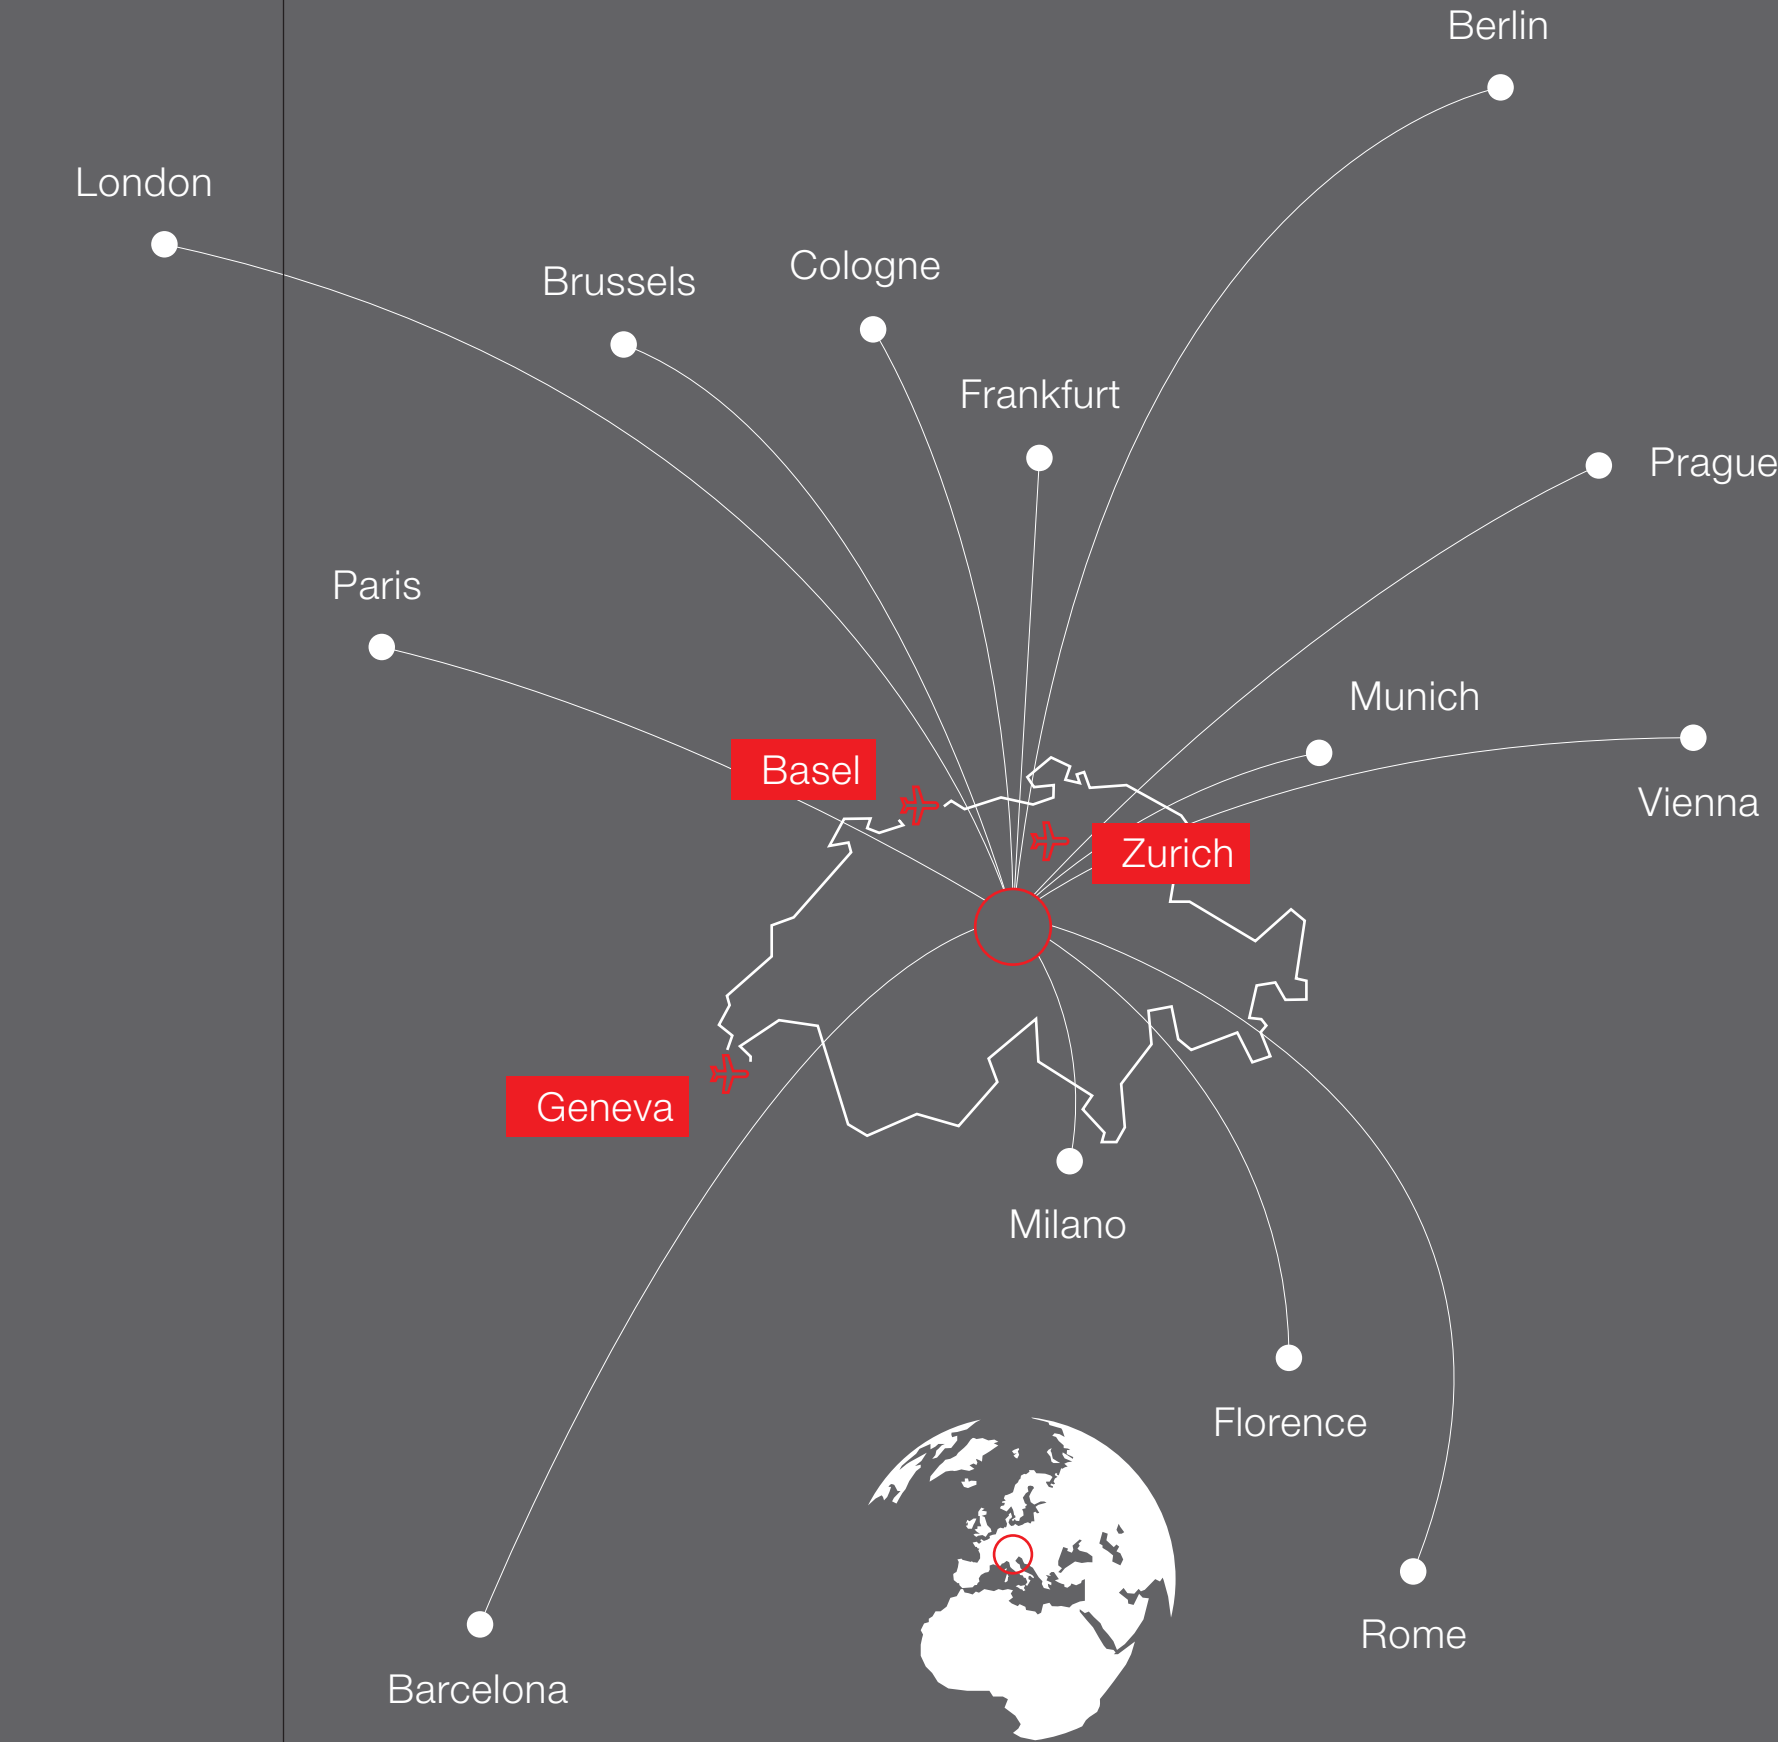 Berlin
London
Cologne
Brussels
Frankfurt
Prague
Paris
Munich
Basel
Vienna
Zurich
Geneva
Milano
Florence
Rome
Barcelona